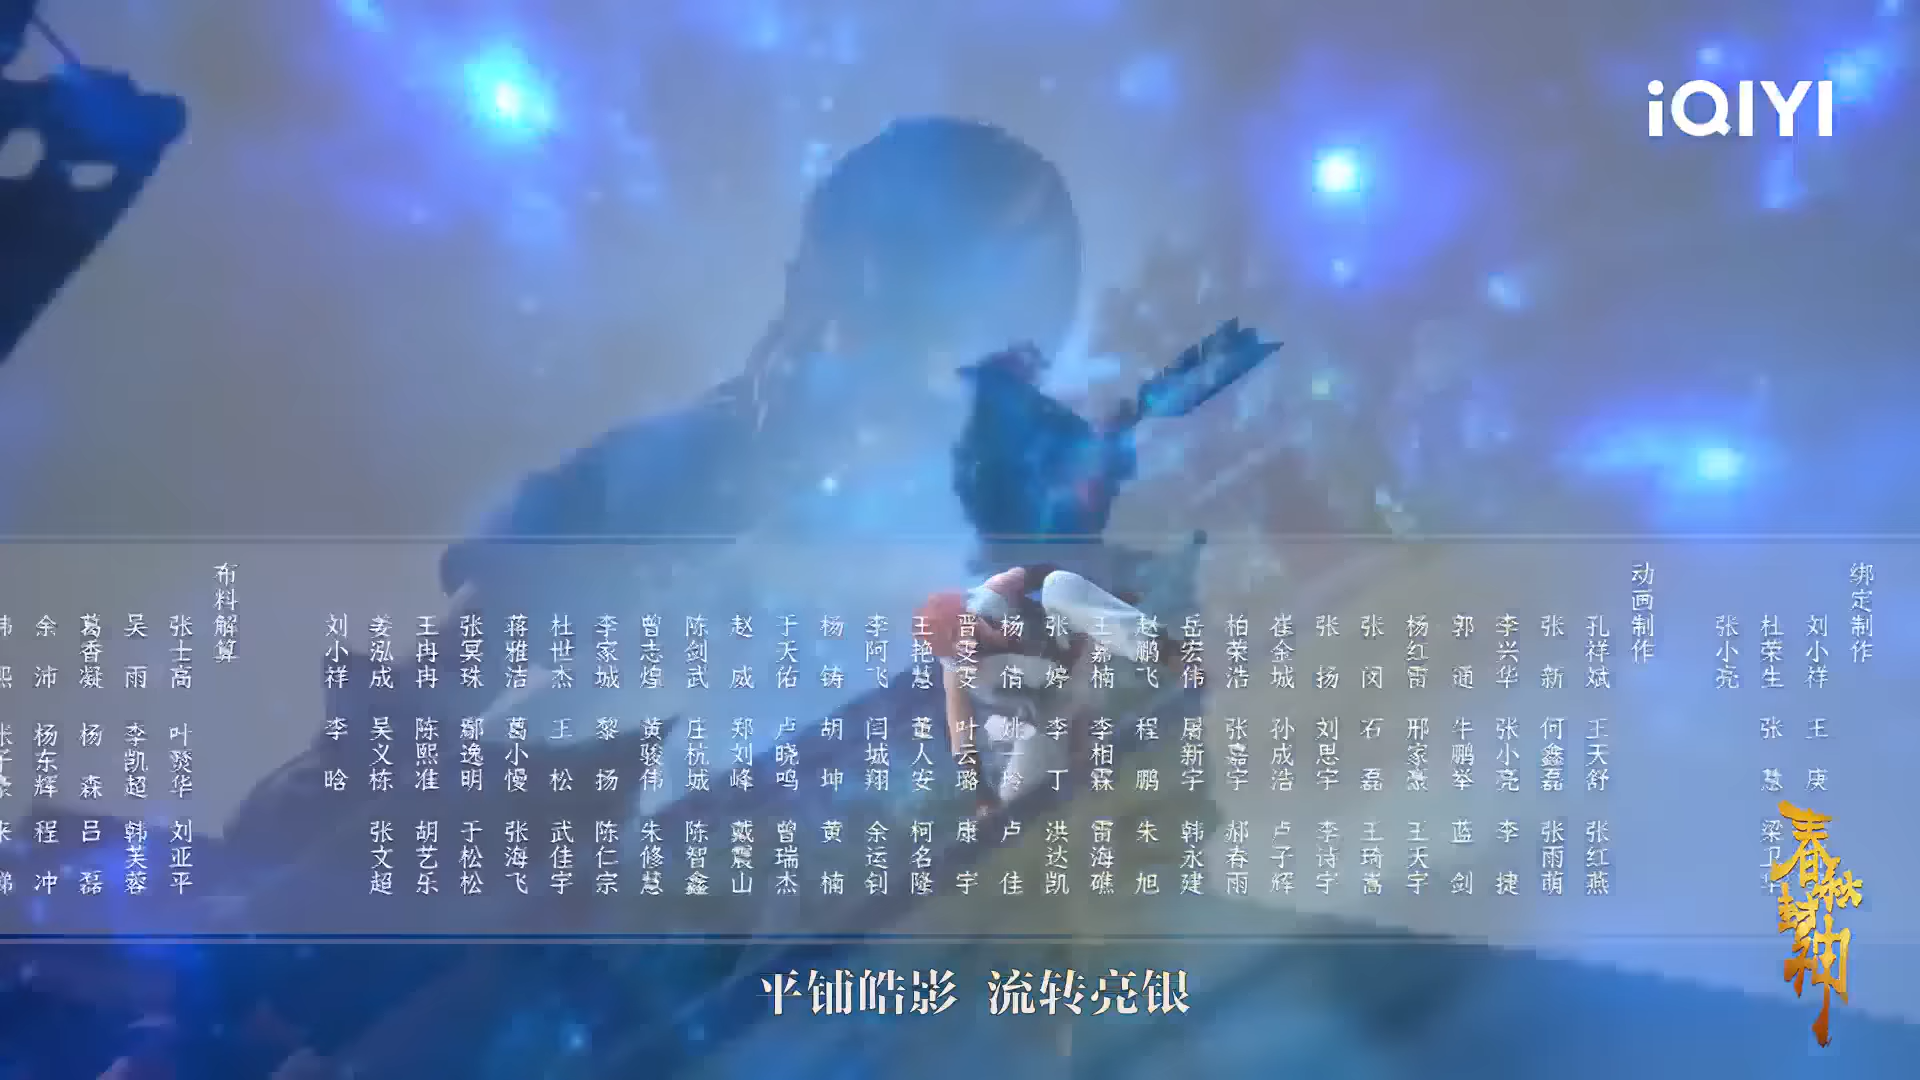 iQIYI
绑定制作
刘小祥 王庚
杜荣生 张慧 梁卫华
张小亮
动画制作
孔祥斌 王天舒 张红燕
张新 何鑫磊 张雨萌
李兴华 张小亮 李捷
郭通 牛鹏举 蓝剑
杨红雷 邢家豪 王天宇
张闵 石磊 王琦嵩
张扬 刘思宇 李诗宇
崔金城 孙成浩 卢子辉
柏荣浩 张嘉宇 郝春雨
岳宏伟 屠新宇 韩永建
赵鹏飞 程鹏 朱旭
王嘉楠 李相霖 雷海礁
张婷 李丁 洪达凯
杨倩 姚一柃 卢佳
晋雯雯 叶云璐 康宇
王艳慧 董人安 柯名隆
李阿飞 闫城翔 余运钊
杨铸 胡坤 黄楠
于天佑 卢晓鸣 曾瑞杰
赵威 郑刘峰 戴震山
陈剑武 庄杭城 陈智鑫
曾志煌 黄骏伟 朱修慧
李家城 黎扬 陈仁宗
杜世杰 王松 武佳宇
蒋雅洁 葛小慢 张海飞
张冥珠 鄢逸明 于松松
王冉冉 陈熙准 胡艺乐
姜泓成 吴义栋 张文超
刘小祥 李晗
布料解算
张士高 叶燚华 刘亚平
吴雨 李凯超 韩芙蓉
葛香凝 杨森 吕磊
余沛 杨东辉 程冲
春秋封神
平铺皓影 流转亮银